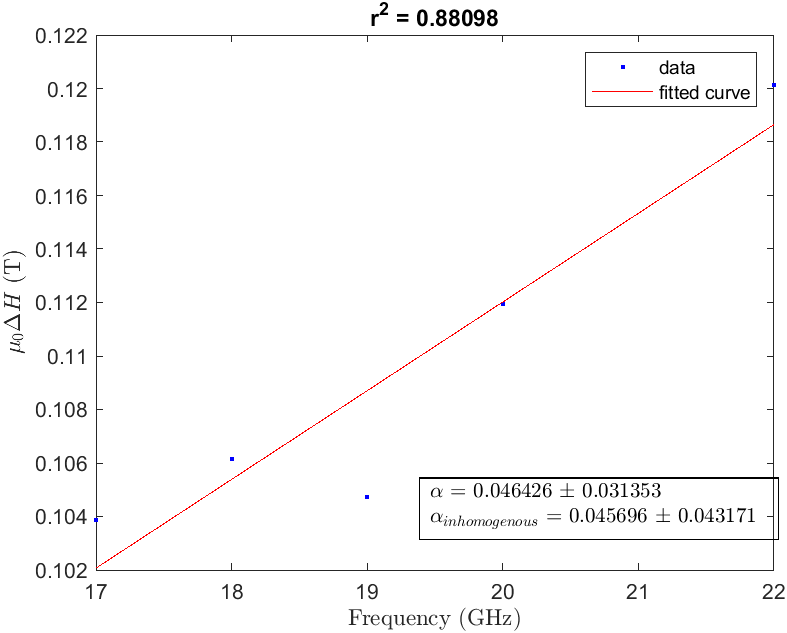 r² = 0.88098
0.122
0.12
0.118
0.116
0.114
0.112
0.11
0.108
0.106
0.104
0.102
μ₀ΔH (T)
data
fitted curve
α = 0.046426 ± 0.031353
α_inhomogenous = 0.045696 ± 0.043171
17 18 19 20 21 22
Frequency (GHz)